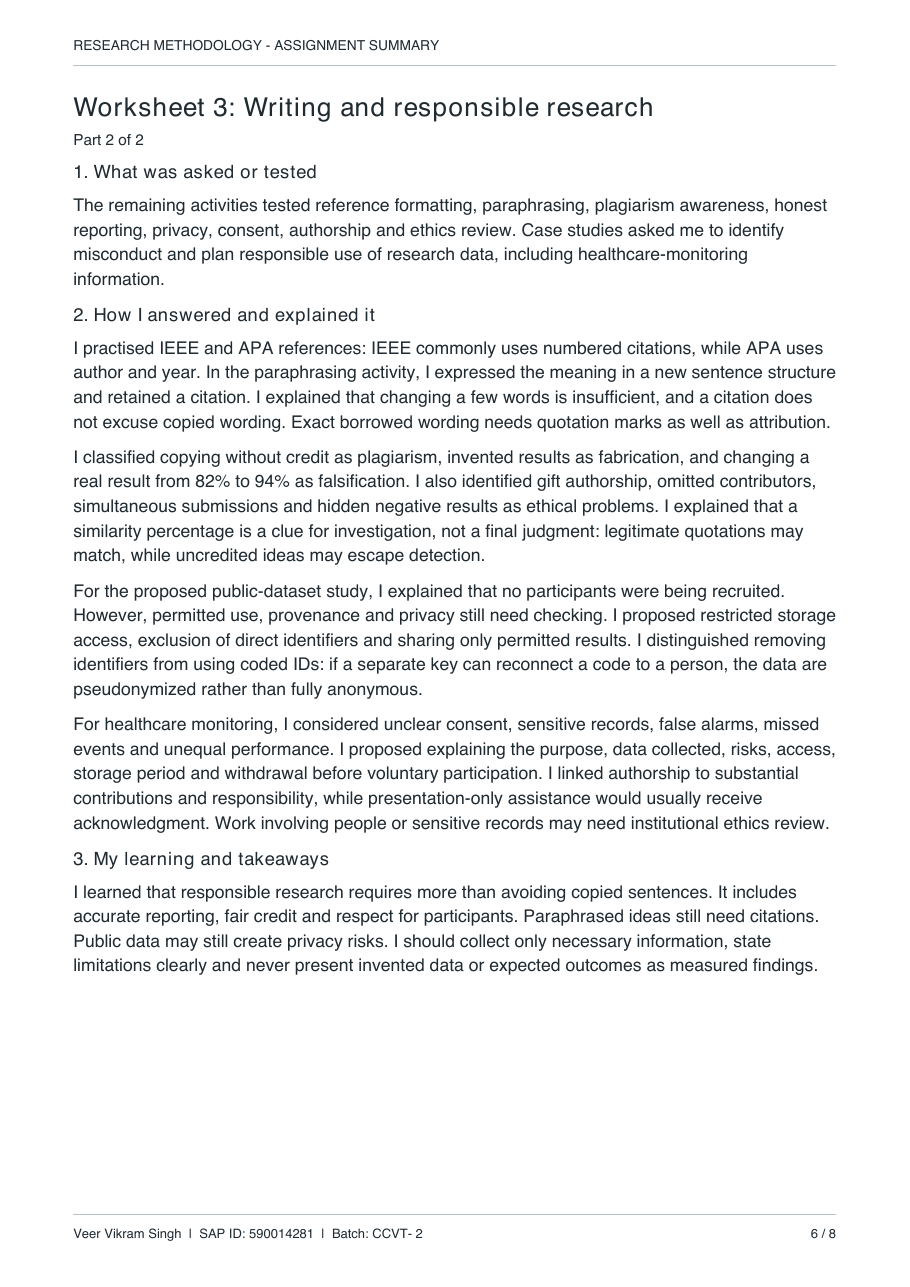 RESEARCH METHODOLOGY - ASSIGNMENT SUMMARY
Worksheet 3: Writing and responsible research
Part 2 of 2
1. What was asked or tested
The remaining activities tested reference formatting, paraphrasing, plagiarism awareness, honest
reporting, privacy, consent, authorship and ethics review. Case studies asked me to identify
misconduct and plan responsible use of research data, including healthcare-monitoring
information.
2. How I answered and explained it
I practised IEEE and APA references: IEEE commonly uses numbered citations, while APA uses
author and year. In the paraphrasing activity, I expressed the meaning in a new sentence structure
and retained a citation. I explained that changing a few words is insufficient, and a citation does
not excuse copied wording. Exact borrowed wording needs quotation marks as well as attribution.
I classified copying without credit as plagiarism, invented results as fabrication, and changing a
real result from 82% to 94% as falsification. I also identified gift authorship, omitted contributors,
simultaneous submissions and hidden negative results as ethical problems. I explained that a
similarity percentage is a clue for investigation, not a final judgment: legitimate quotations may
match, while uncredited ideas may escape detection.
For the proposed public-dataset study, I explained that no participants were being recruited.
However, permitted use, provenance and privacy still need checking. I proposed restricted storage
access, exclusion of direct identifiers and sharing only permitted results. I distinguished removing
identifiers from using coded IDs: if a separate key can reconnect a code to a person, the data are
pseudonymized rather than fully anonymous.
For healthcare monitoring, I considered unclear consent, sensitive records, false alarms, missed
events and unequal performance. I proposed explaining the purpose, data collected, risks, access,
storage period and withdrawal before voluntary participation. I linked authorship to substantial
contributions and responsibility, while presentation-only assistance would usually receive
acknowledgment. Work involving people or sensitive records may need institutional ethics review.
3. My learning and takeaways
I learned that responsible research requires more than avoiding copied sentences. It includes
accurate reporting, fair credit and respect for participants. Paraphrased ideas still need citations.
Public data may still create privacy risks. I should collect only necessary information, state
limitations clearly and never present invented data or expected outcomes as measured findings.
Veer Vikram Singh | SAP ID: 590014281 | Batch: CCVT- 2 6 / 8